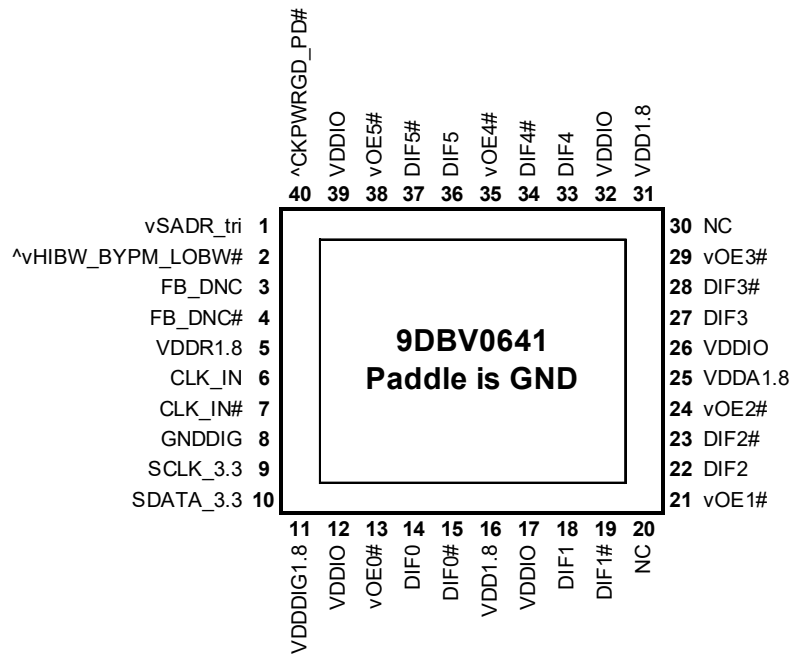 ^CKPWRGD_PD#
VDDIO
vOE5#
DIF5#
DIF5
vOE4#
DIF4#
DIF4
VDDIO
VDD1.8
40 39 38 37 36 35 34 33 32 31
vSADR_tri 1
^vHIBW_BYPM_LOBW# 2
FB_DNC 3
FB_DNC# 4
VDDR1.8 5
CLK_IN 6
CLK_IN# 7
GNDDIG 8
SCLK_3.3 9
SDATA_3.3 10
9DBV0641
Paddle is GND
30 NC
29 vOE3#
28 DIF3#
27 DIF3
26 VDDIO
25 VDDA1.8
24 vOE2#
23 DIF2#
22 DIF2
21 vOE1#
11 12 13 14 15 16 17 18 19 20
VDDDIG1.8
VDDIO
vOE0#
DIF0
DIF0#
VDD1.8
VDDIO
DIF1
DIF1#
NC